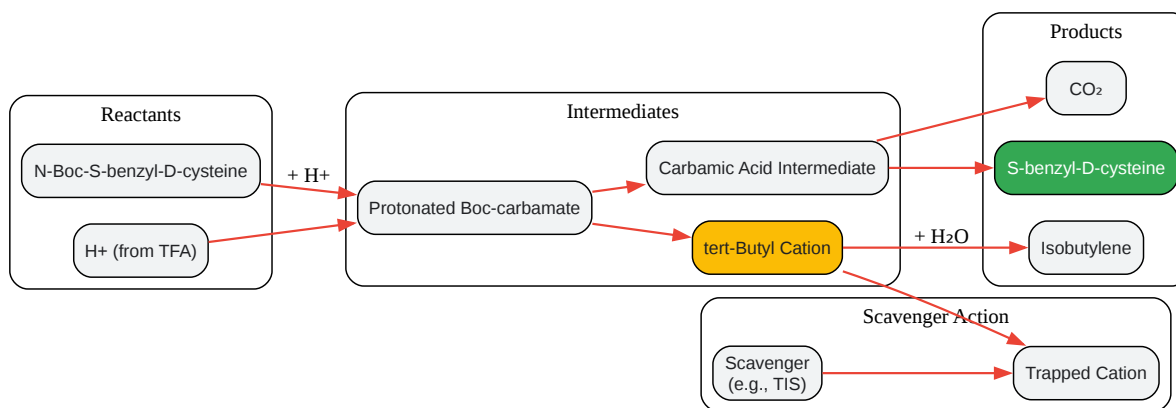 Reactants
N-Boc-S-benzyl-D-cysteine
H+ (from TFA)
+ H+
Intermediates
Protonated Boc-carbamate
Carbamic Acid Intermediate
tert-Butyl Cation
+ H₂O
Products
CO₂
S-benzyl-D-cysteine
Isobutylene
Scavenger Action
Scavenger
(e.g., TIS)
Trapped Cation